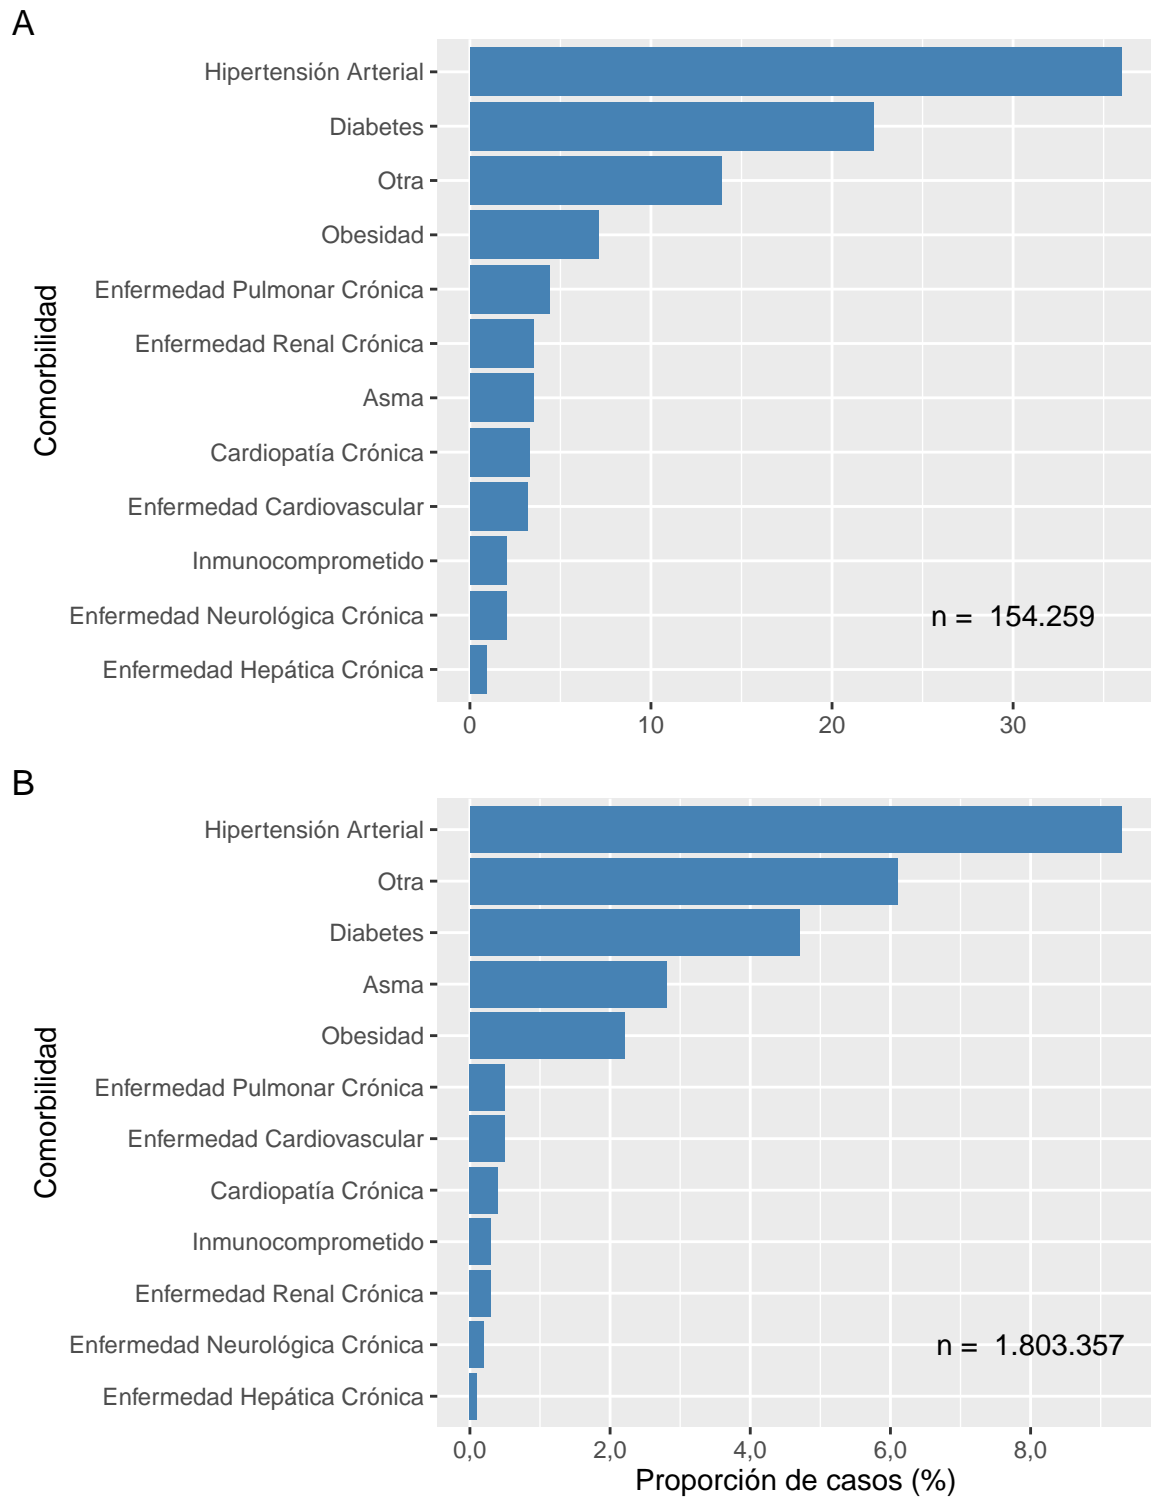 A
Hipertensión Arterial
Diabetes
Otra
Obesidad
Enfermedad Pulmonar Crónica
Enfermedad Renal Crónica
Asma
Cardiopatía Crónica
Enfermedad Cardiovascular
Inmunocomprometido
Enfermedad Neurológica Crónica
Enfermedad Hepática Crónica
Comorbilidad
n = 154.259
0 10 20 30
B
Hipertensión Arterial
Otra
Diabetes
Asma
Obesidad
Enfermedad Pulmonar Crónica
Enfermedad Cardiovascular
Cardiopatía Crónica
Inmunocomprometido
Enfermedad Renal Crónica
Enfermedad Neurológica Crónica
Enfermedad Hepática Crónica
Comorbilidad
n = 1.803.357
0,0 2,0 4,0 6,0 8,0
Proporción de casos (%)